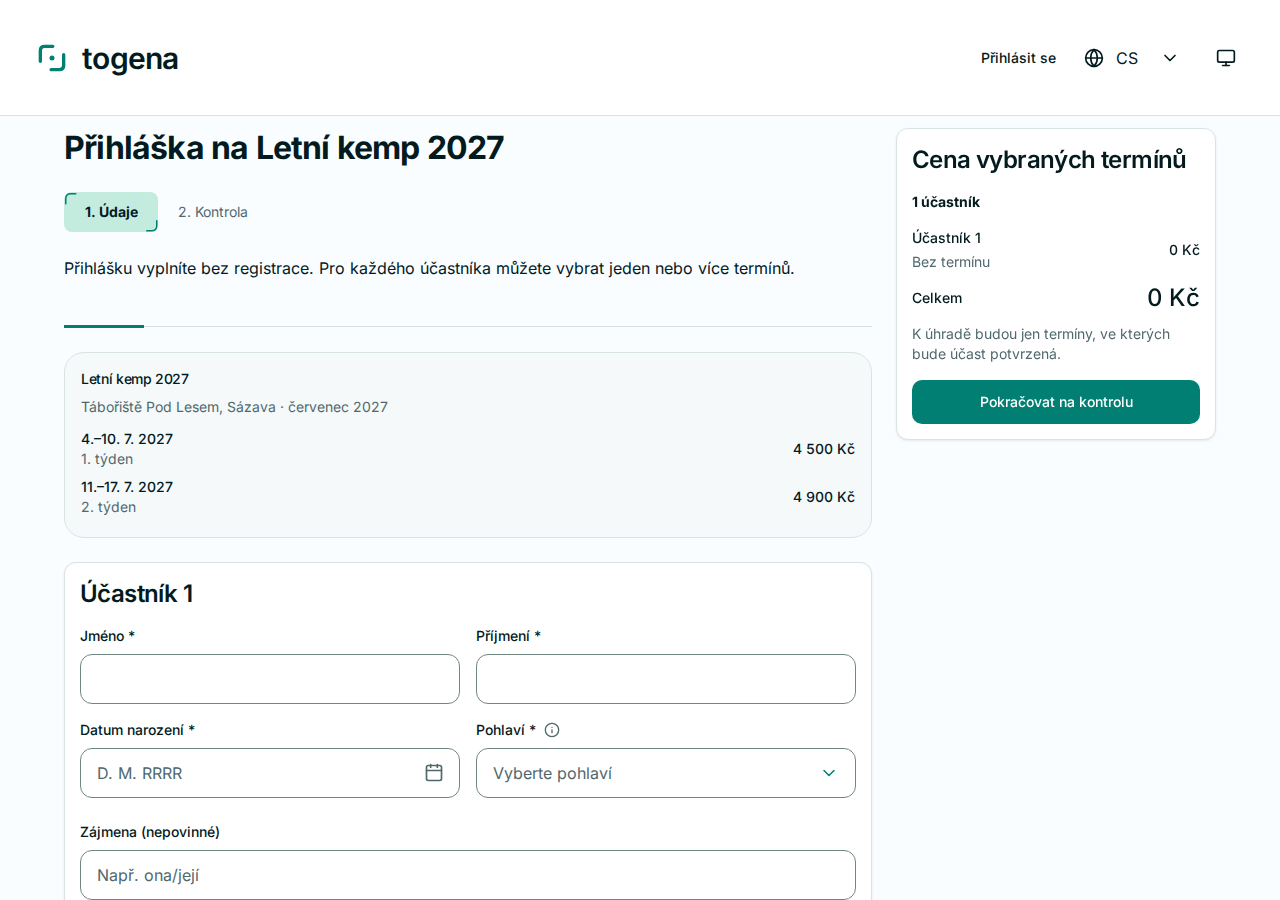 togena
Přihlásit se
CS
Přihláška na Letní kemp 2027
1. Údaje
2. Kontrola
Přihlášku vyplníte bez registrace. Pro každého účastníka můžete vybrat jeden nebo více termínů.
Letní kemp 2027
Tábořiště Pod Lesem, Sázava · červenec 2027
4.–10. 7. 2027
1. týden
4 500 Kč
11.–17. 7. 2027
2. týden
4 900 Kč
Účastník 1
Jméno *
Příjmení *
Datum narození *
Pohlaví *
D. M. RRRR
Vyberte pohlaví
Zájmena (nepovinné)
Např. ona/její
Cena vybraných termínů
1 účastník
Účastník 1
Bez termínu
0 Kč
Celkem
0 Kč
K úhradě budou jen termíny, ve kterých
bude účast potvrzená.
Pokračovat na kontrolu